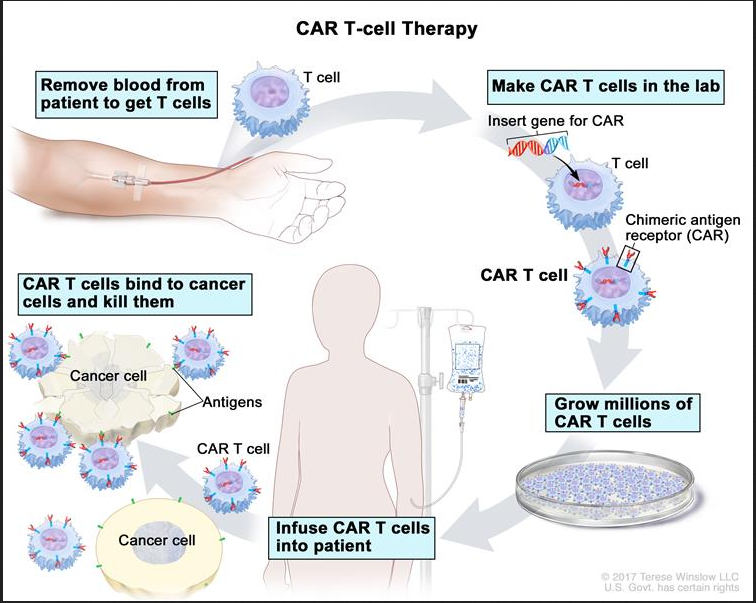 CAR T-cell Therapy
Remove blood from
patient to get T cells
T cell
Make CAR T cells in the lab
Insert gene for CAR
T cell
Chimeric antigen
receptor (CAR)
CAR T cell
Grow millions of
CAR T cells
Infuse CAR T cells
into patient
CAR T cells bind to cancer
cells and kill them
Cancer cell
Antigens
CAR T cell
Cancer cell
© 2017 Terese Winslow LLC
U.S. Govt. has certain rights